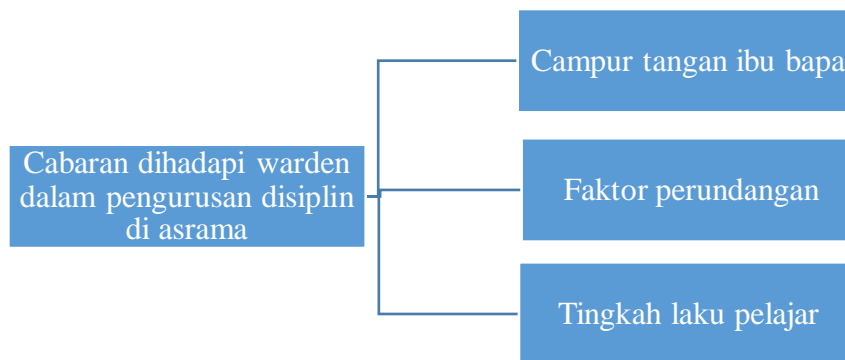 Cabaran dihadapi warden
dalam pengurusan disiplin
di asrama
Campur tangan ibu bapa
Faktor perundangan
Tingkah laku pelajar